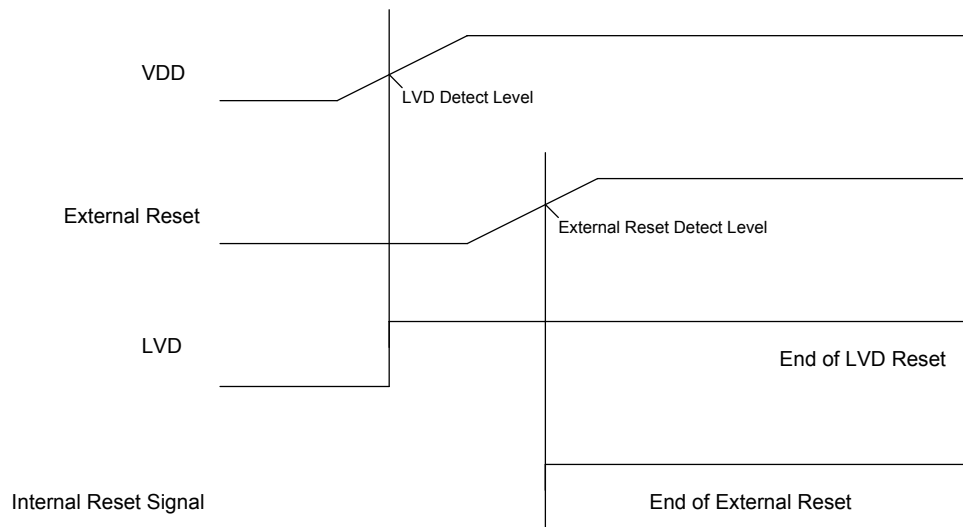 VDD
LVD Detect Level
External Reset
External Reset Detect Level
LVD
End of LVD Reset
Internal Reset Signal
End of External Reset